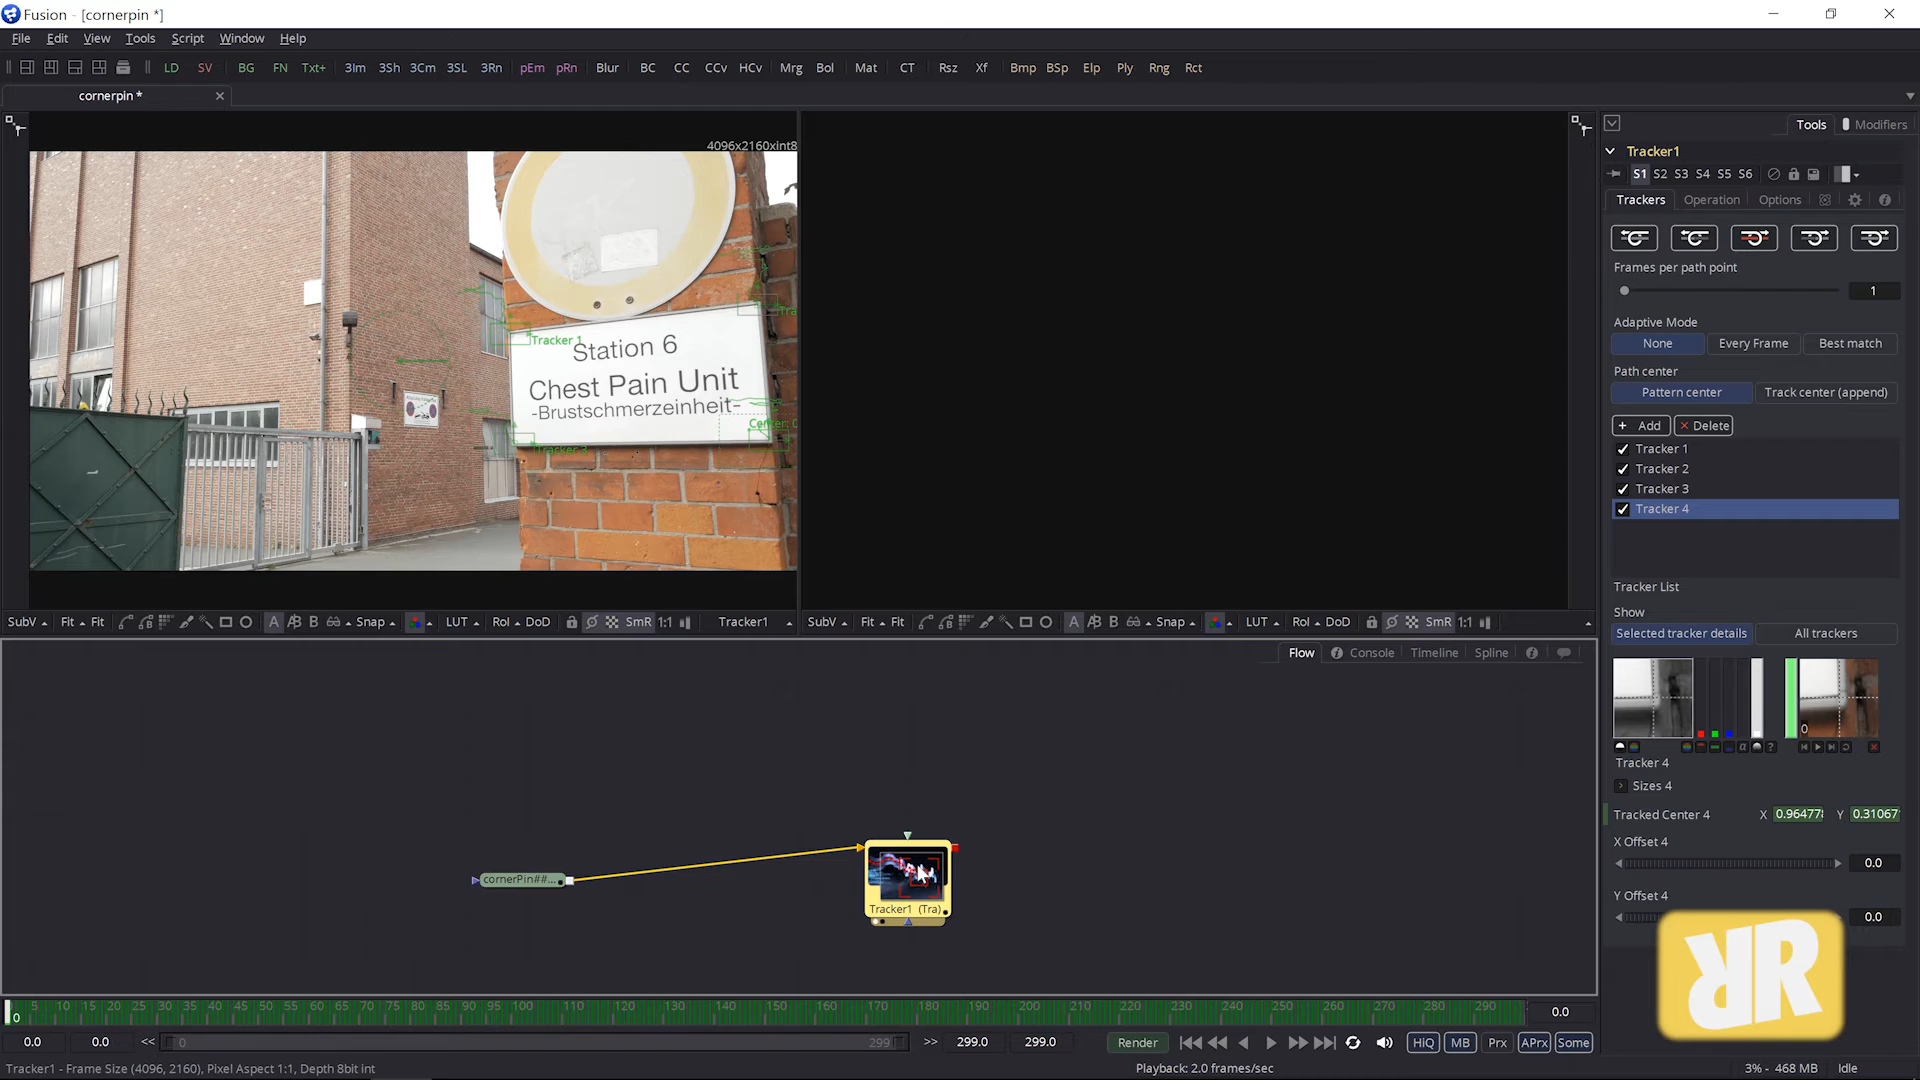 Fusion - [cornerpin *]
File Edit View Tools Script Window Help
LD SV BG FN Txt+ 3Im 3Sh 3Cm 3SL 3Rn pEm pRn Blur BC CC CCv HCv Mrg Bol Mat CT Rsz Xf Bmp BSp Elp Ply Rng Rct
cornerpin *
Tools Modifiers
4096x2160xint8
Tracker1
S1 S2 S3 S4 S5 S6
Trackers Operation Options
Frames per path point
1
Adaptive Mode
None Every Frame Best match
Path center
Pattern center Track center (append)
+ Add × Delete
Tracker 1
Tracker 2
Tracker 3
Tracker 4
Tracker List
Show
Selected tracker details All trackers
0
Tracker 4
Sizes 4
Tracked Center 4 X 0.96477 Y 0.31067
X Offset 4
0.0
Y Offset 4
0.0
Tra
Tracker 1
Station 6
Chest Pain Unit
-Brustschmerzeinheit-
Center: 0
Tracker 3
SubV Fit Fit A B Snap LUT RoI DoD SmR 1:1 Tracker1
SubV Fit Fit A B Snap LUT RoI DoD SmR 1:1
Flow Console Timeline Spline
cornerPin##...
Tracker1 (Tra)
RR
0 5 10 15 20 25 30 35 40 45 50 55 60 65 70 75 80 85 90 95 100 110 120 130 140 150 160 170 180 190 200 210 220 230 240 250 260 270 280 290 0.0
0.0 0.0 << 0 299 >> 299.0 299.0 Render HiQ MB Prx APrx Some
Tracker1 - Frame Size (4096, 2160), Pixel Aspect 1:1, Depth 8bit int Playback: 2.0 frames/sec 3% - 468 MB Idle